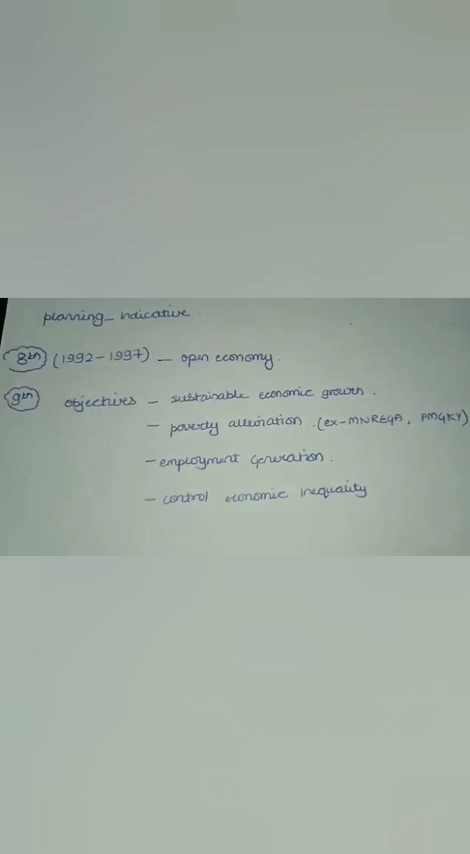 planning - Indicative.
8th (1992-1997) - open economy.
9th objectives - sustainable economic growth.
- poverty alleviation. (ex-MNREGA, PMGKY)
- employment Generation.
- control economic inequality